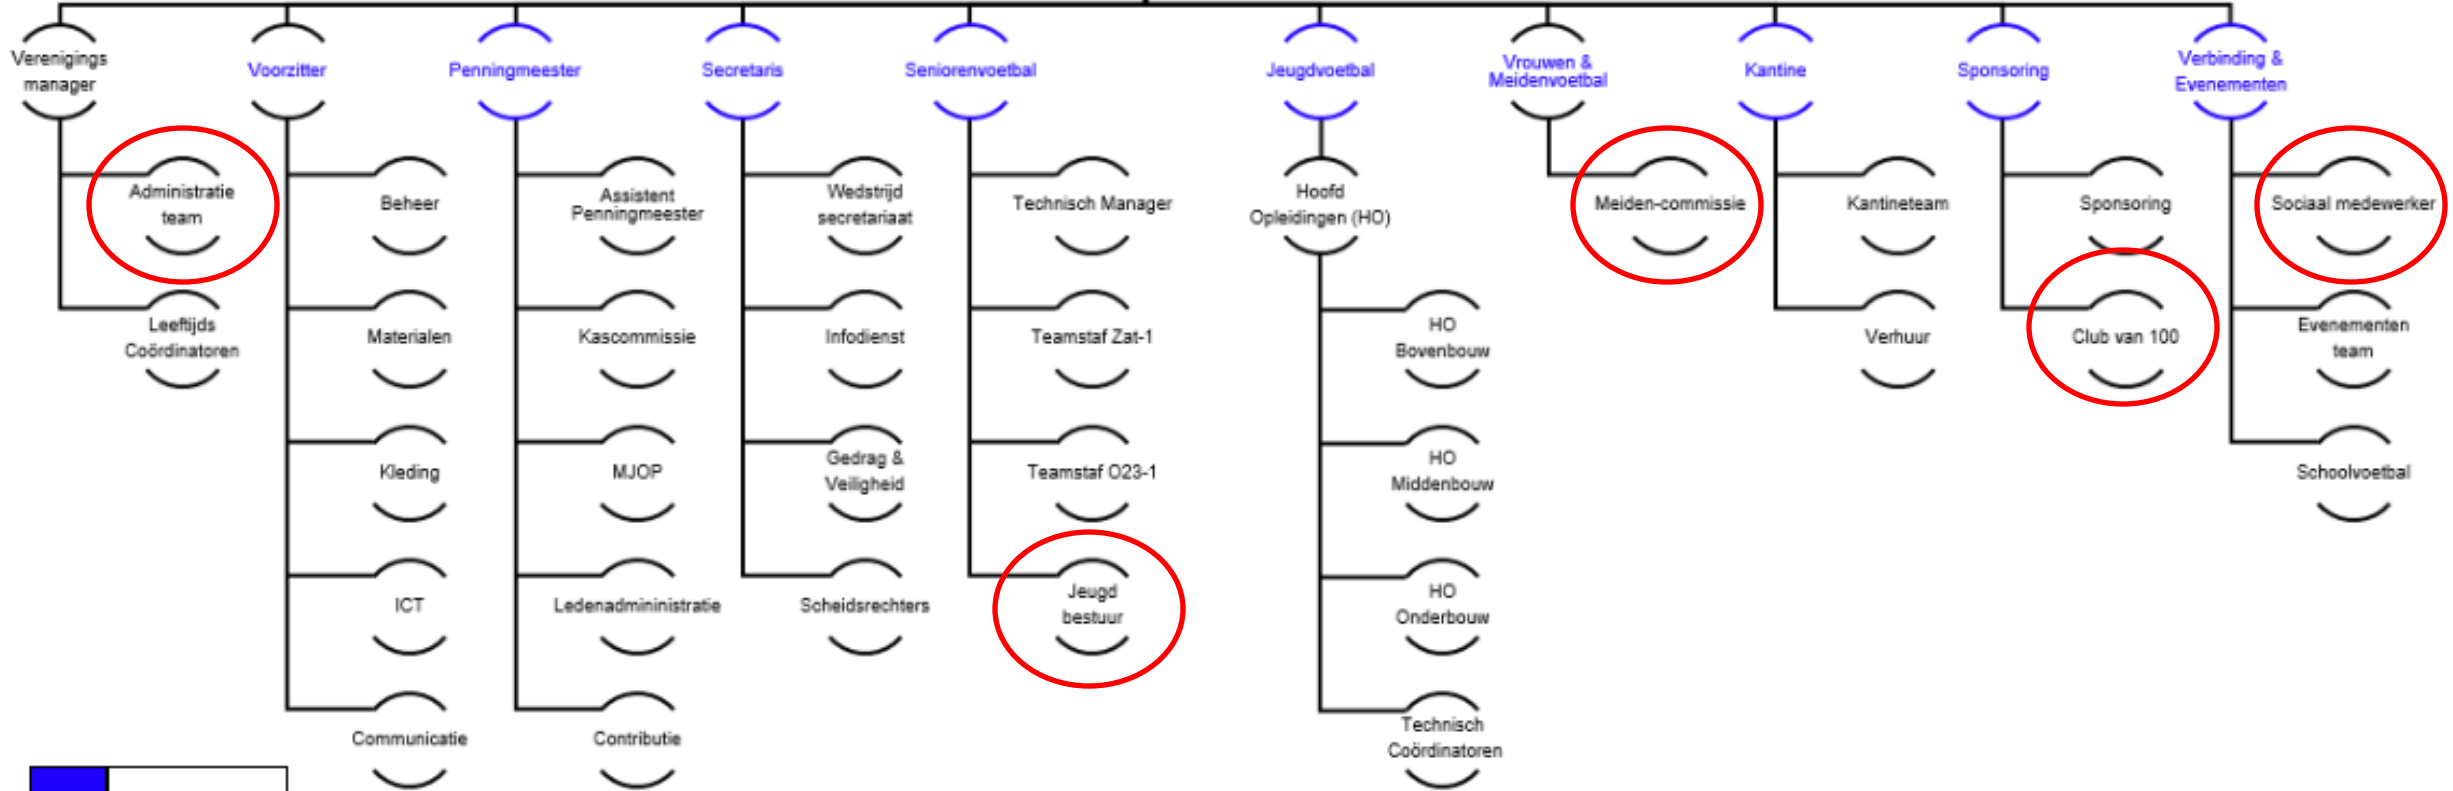 Verenigings
manager
Voorzitter
Penningmeester
Secretaris
Seniorenvoetbal
Jeugdvoetbal
Vrouwen &
Meidenvoetbal
Kantine
Sponsoring
Verbinding &
Evenementen
Administratie
team
Leeftijds
Coördinatoren
Beheer
Materialen
Kleding
ICT
Communicatie
Assistent
Penningmeester
Kascommissie
MJOP
Ledenadmininistratie
Contributie
Wedstrijd
secretariaat
Infodienst
Gedrag &
Veiligheid
Scheidsrechters
Technisch Manager
Teamstaf Zat-1
Teamstaf O23-1
Jeugd
bestuur
Hoofd
Opleidingen (HO)
HO
Bovenbouw
HO
Middenbouw
HO
Onderbouw
Technisch
Coördinatoren
Meiden-commissie
Kantineteam
Verhuur
Sponsoring
Club van 100
Sociaal medewerker
Evenementen
team
Schoolvoetbal